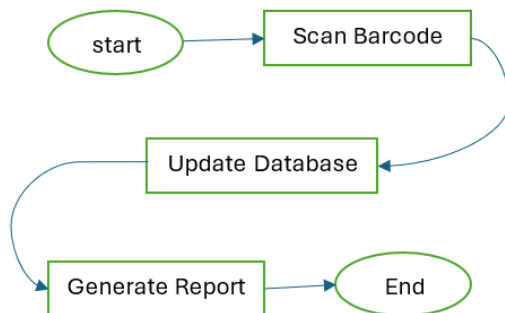 start
Scan Barcode
Update Database
Generate Report
End